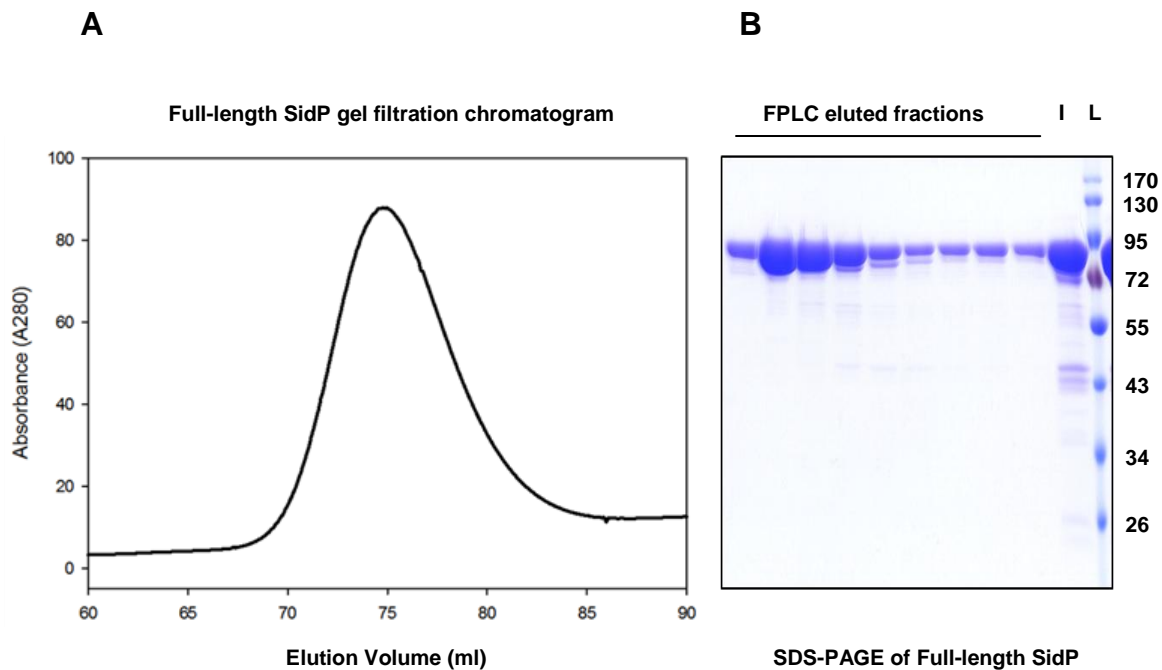 A
B
Full-length SidP gel filtration chromatogram
FPLC eluted fractions
I L
100
80
60
40
20
0
Absorbance (A280)
60 65 70 75 80 85 90
Elution Volume (ml)
170
130
95
72
55
43
34
26
SDS-PAGE of Full-length SidP